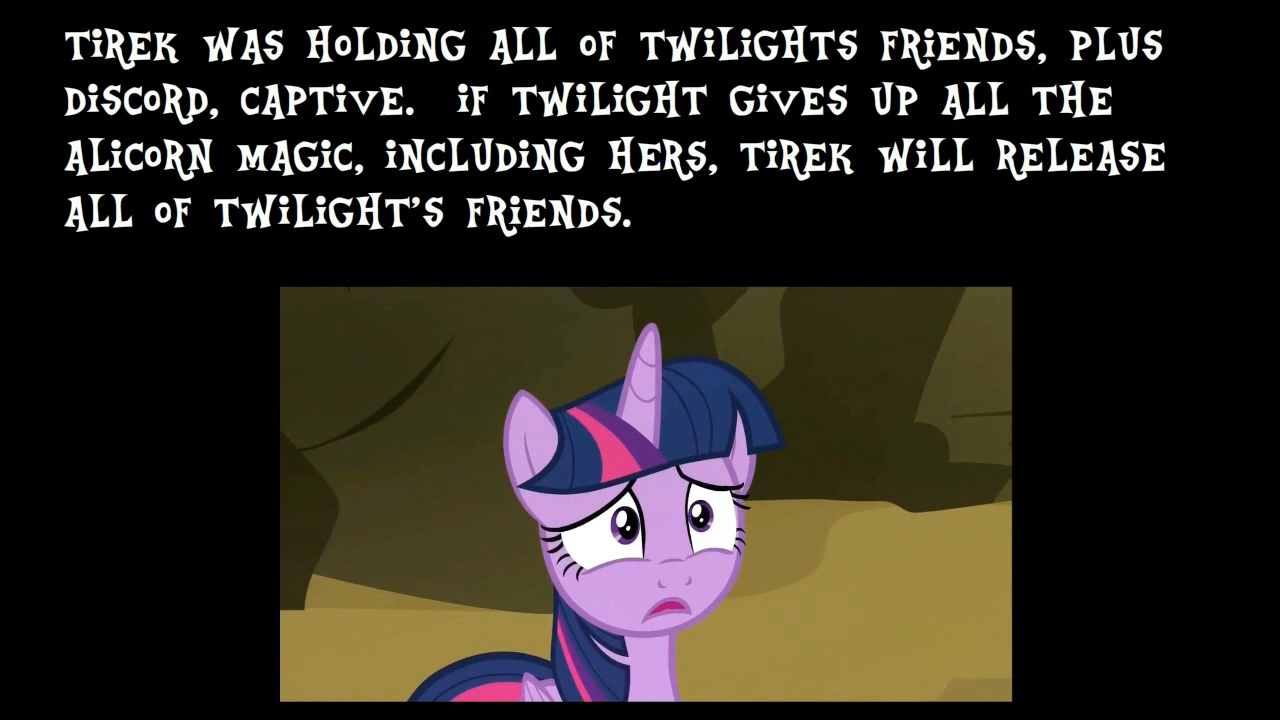 TiREK WAS HOLDING ALL OF TWiLiGHTS FRiENDS, PLUS
DiSCORD, CAPTiVE.  iF TWiLiGHT GiVES UP ALL THE
ALiCORN MAGiC, iNCLUDiNG HERS, TiREK WiLL RELEASE
ALL OF TWiLiGHT'S FRiENDS.